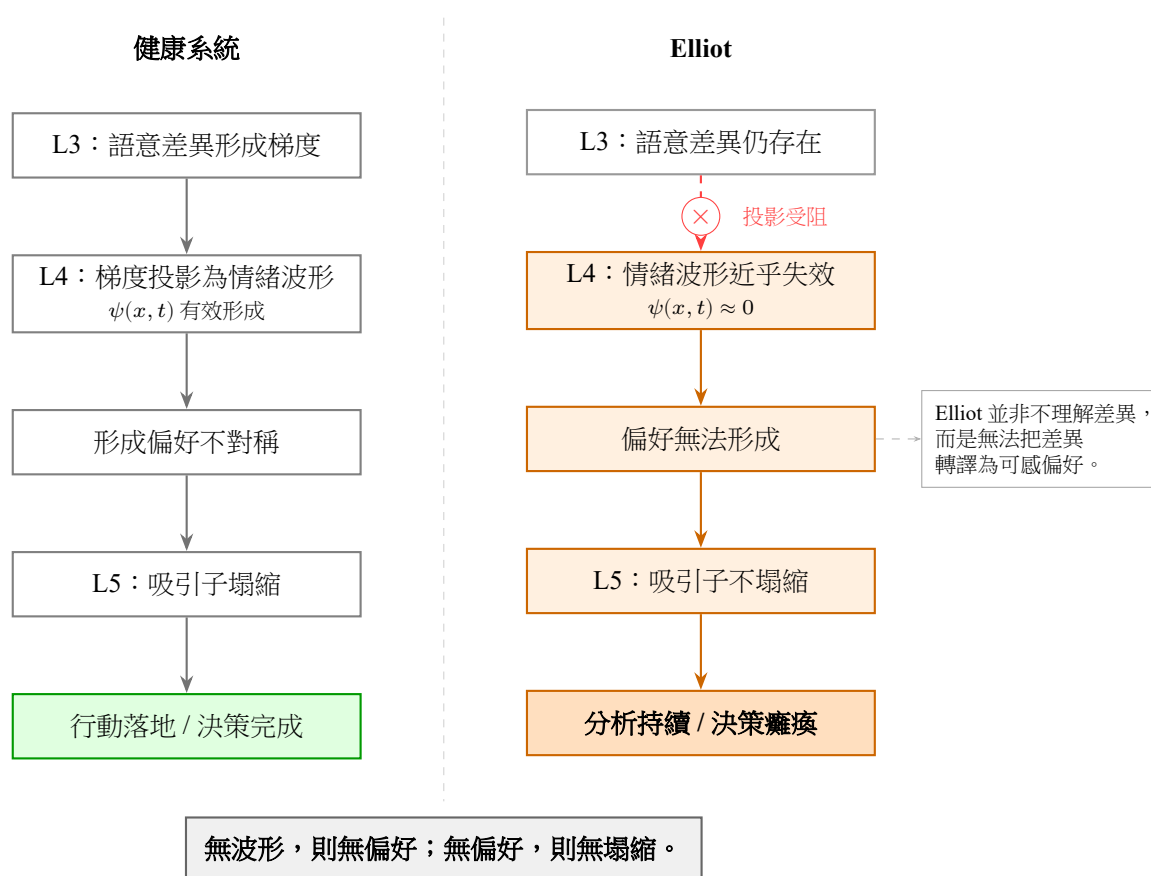 健康系統
L3：語意差異形成梯度
L4：梯度投影為情緒波形
ψ(x, t) 有效形成
形成偏好不對稱
L5：吸引子塌縮
行動落地 / 決策完成
Elliot
L3：語意差異仍存在
投影受阻
L4：情緒波形近乎失效
ψ(x, t) ≈ 0
偏好無法形成
Elliot 並非不理解差異，
而是無法把差異
轉譯為可感偏好。
L5：吸引子不塌縮
分析持續 / 決策癱瘓
無波形，則無偏好；無偏好，則無塌縮。